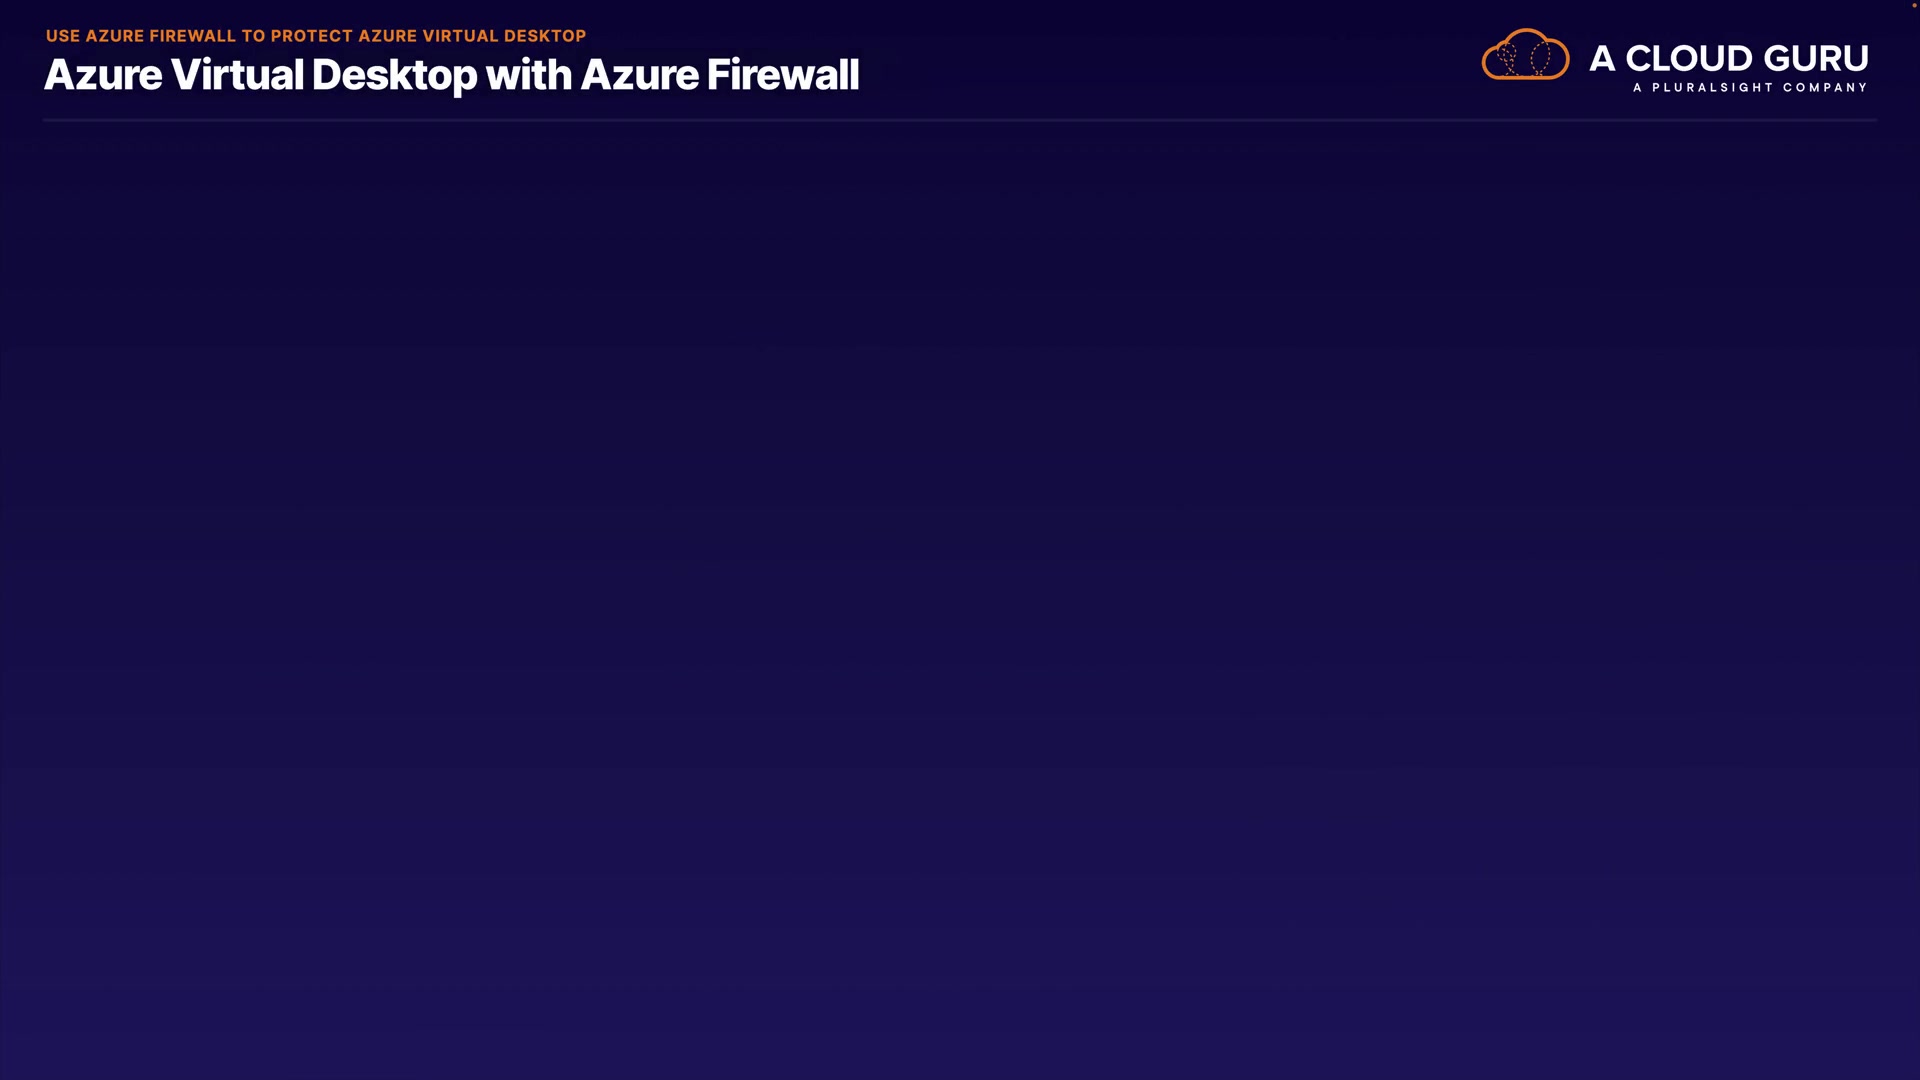 USE AZURE FIREWALL TO PROTECT AZURE VIRTUAL DESKTOP
Azure Virtual Desktop with Azure Firewall
A CLOUD GURU
A PLURALSIGHT COMPANY